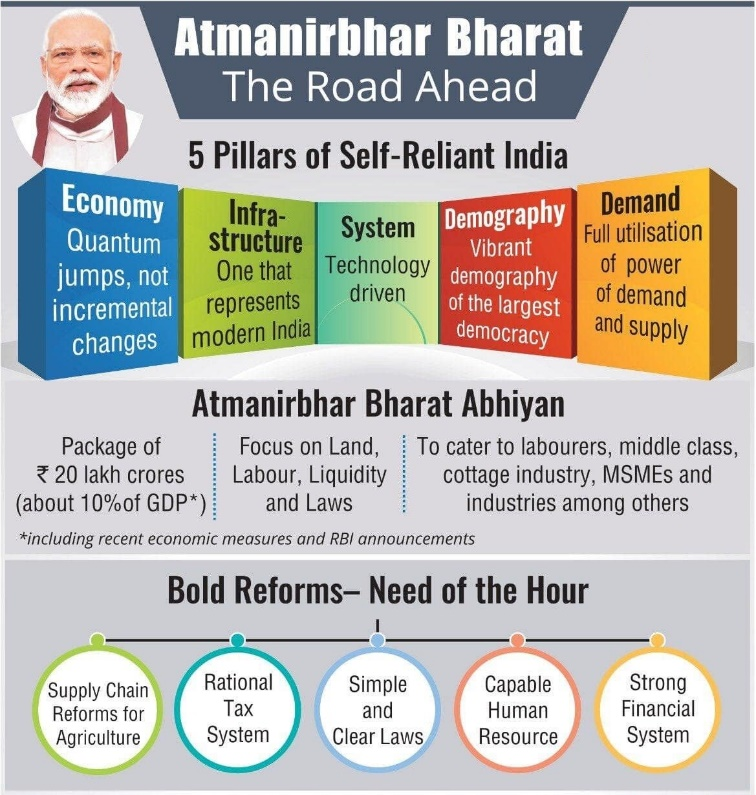 Atmanirbhar Bharat
The Road Ahead
5 Pillars of Self-Reliant India
Economy
Quantum
jumps, not
incremental
changes
Infra-
structure
One that
represents
modern India
System
Technology
driven
Demography
Vibrant
demography
of the largest
democracy
Demand
Full utilisation
of power
of demand
and supply
Atmanirbhar Bharat Abhiyan
Package of
₹ 20 lakh crores
(about 10%of GDP*)
Focus on Land,
Labour, Liquidity
and Laws
To cater to labourers, middle class,
cottage industry, MSMEs and
industries among others
*including recent economic measures and RBI announcements
Bold Reforms– Need of the Hour
Supply Chain
Reforms for
Agriculture
Rational
Tax
System
Simple
and
Clear Laws
Capable
Human
Resource
Strong
Financial
System